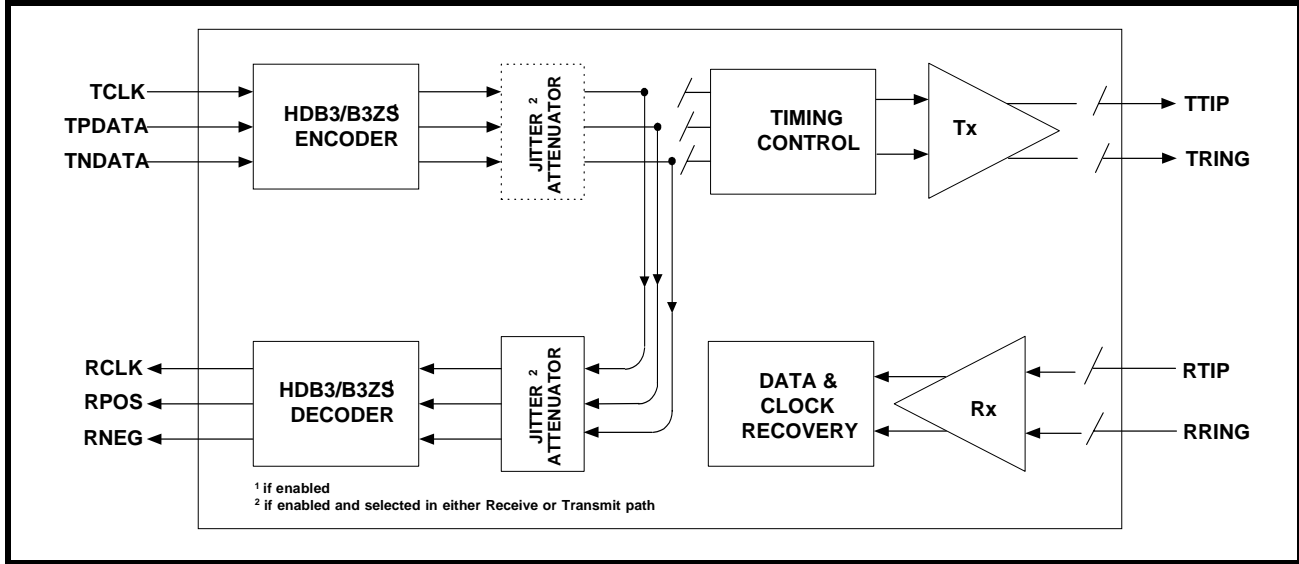 TCLK
TPDATA
TNDATA
HDB3/B3ZS¹
ENCODER
JITTER ²
ATTENUATOR
TIMING
CONTROL
Tx
TTIP
TRING
RCLK
RPOS
RNEG
HDB3/B3ZS¹
DECODER
JITTER ²
ATTENUATOR
DATA &
CLOCK
RECOVERY
Rx
RTIP
RRING
¹ if enabled
² if enabled and selected in either Receive or Transmit path